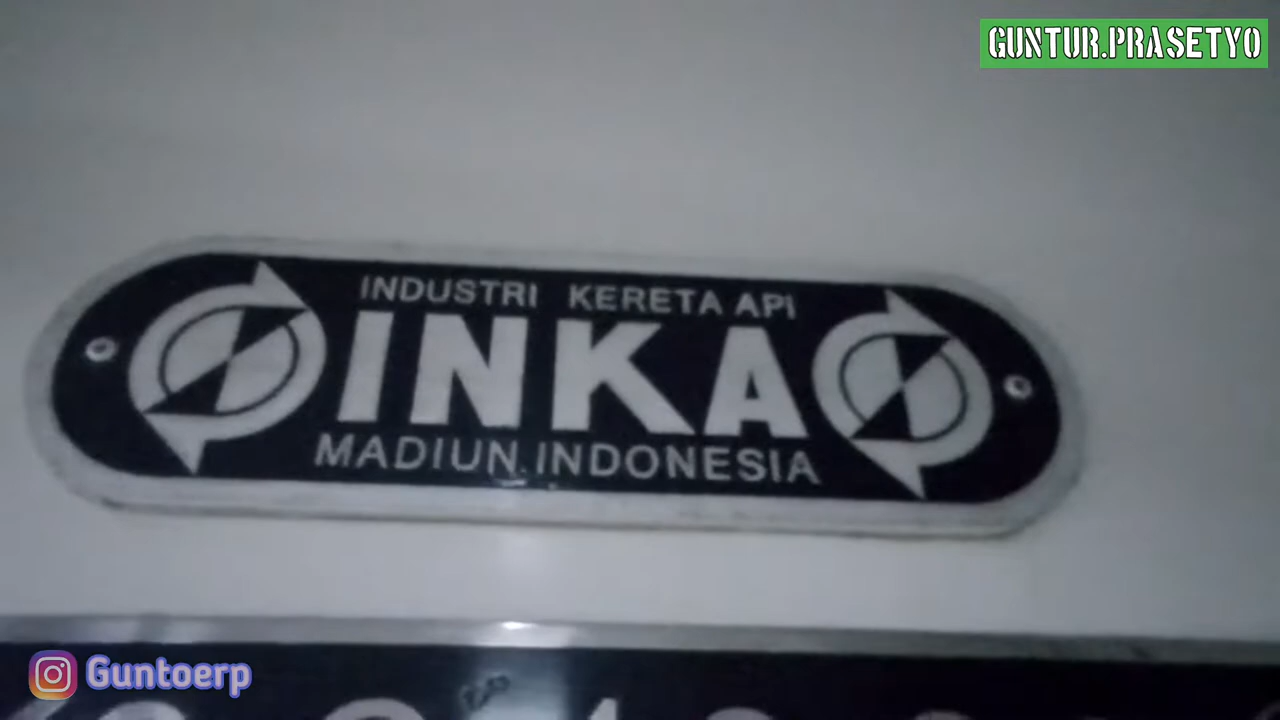 GUNTUR.PRASETYO
INDUSTRI KERETA API
INKA
MADIUN.INDONESIA
Guntoerp